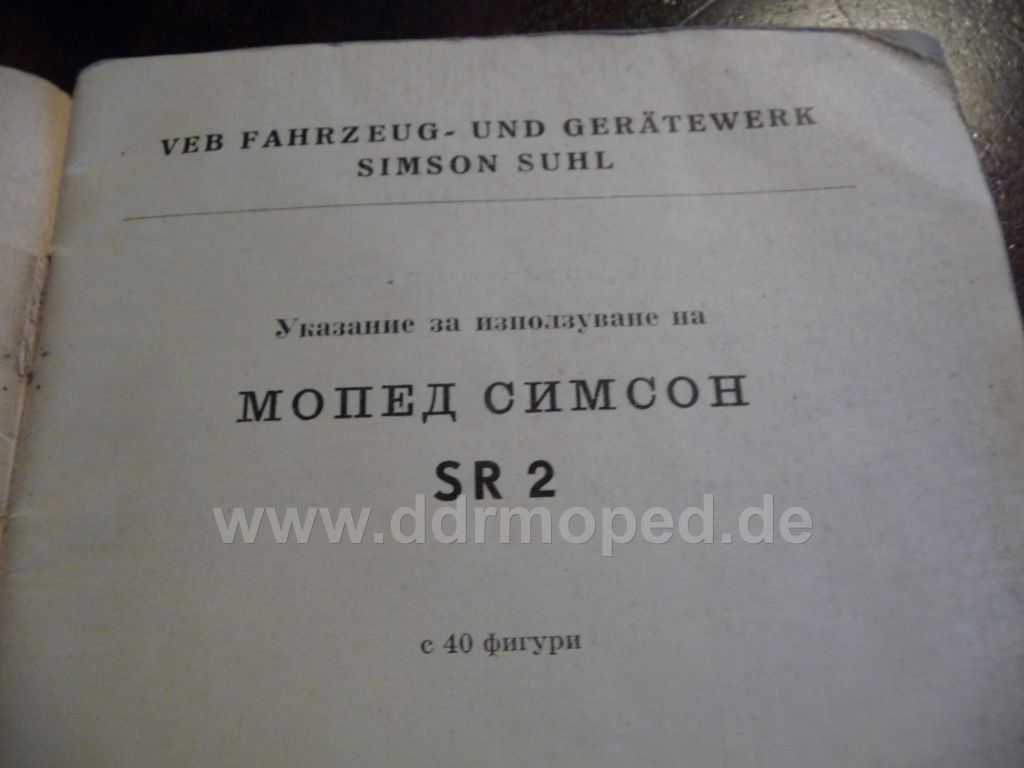 VEB FAHRZEUG- UND GERÄTEWERK
SIMSON SUHL
Указание за използуване на
МОПЕД СИМСОН
SR 2
www.ddrmoped.de
с 40 фигури